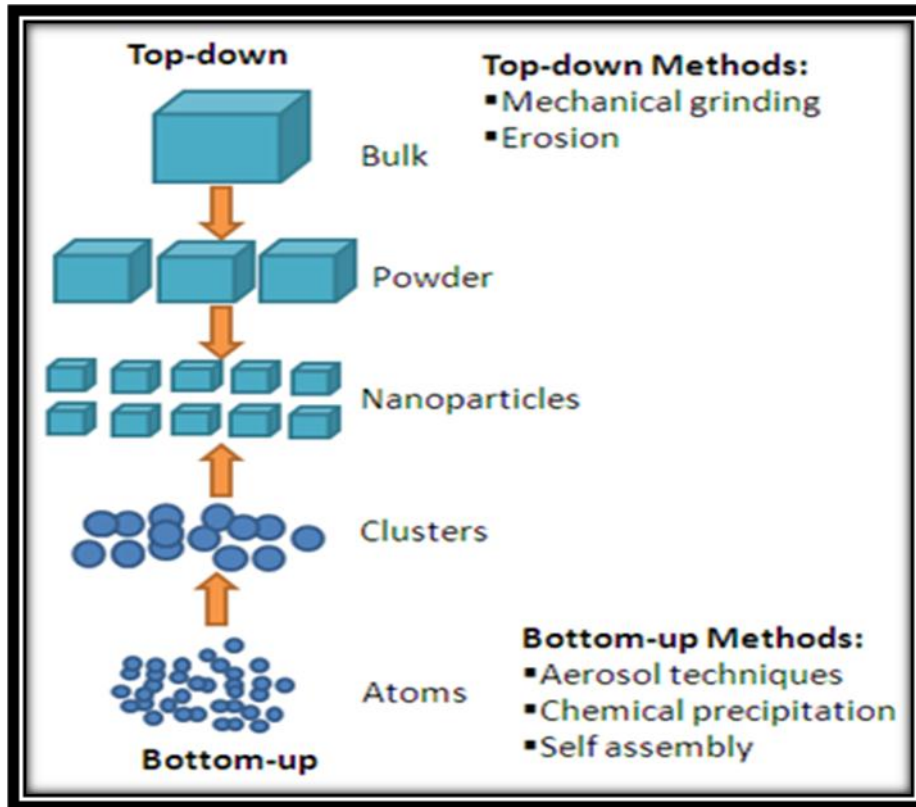 Top-down
Top-down Methods:
▪Mechanical grinding
▪Erosion
Bulk
Powder
Nanoparticles
Clusters
Atoms
Bottom-up
Bottom-up Methods:
▪Aerosol techniques
▪Chemical precipitation
▪Self assembly